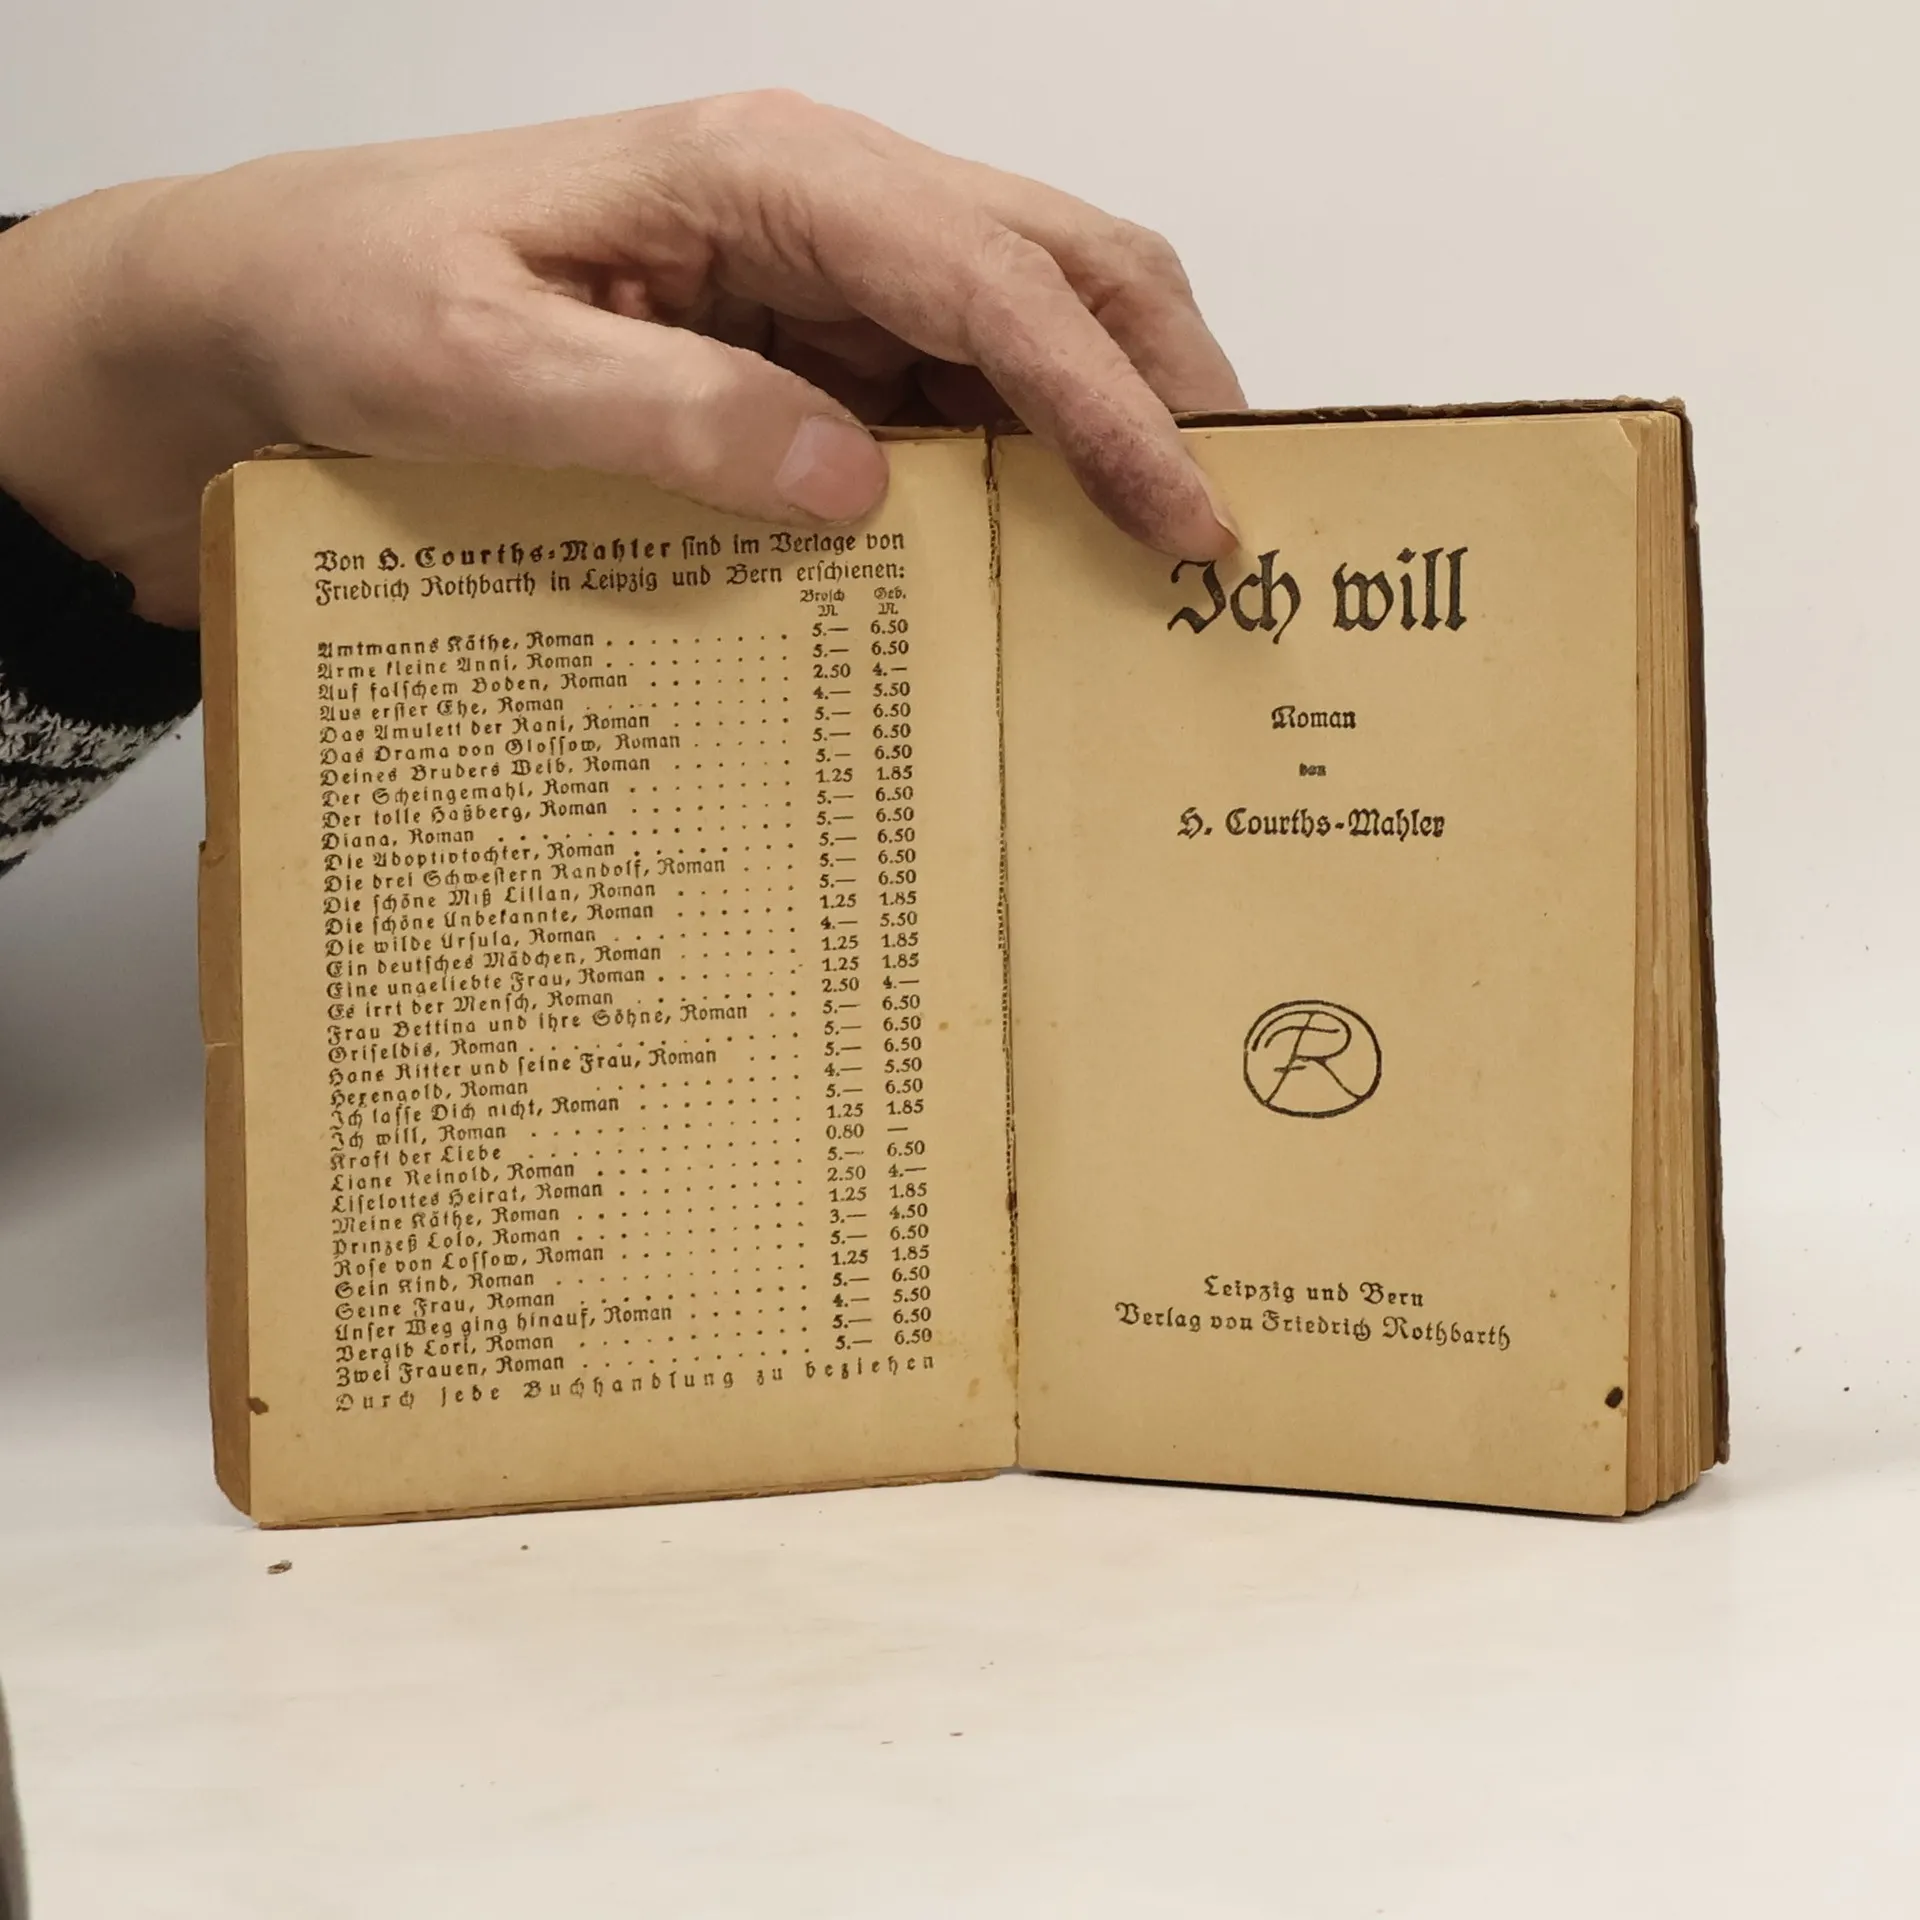 Von H. Courths-Mahler sind im Verlage von
Friedrich Rothbarth in Leipzig und Bern erschienen:
Brosch Geb.
M. M.
Amtmanns Käthe, Roman . . . . . . . . . 5.— 6.50
Arme kleine Anni, Roman . . . . . . . . . 5.— 6.50
Auf falschem Boden, Roman . . . . . . . 2.50 4.—
Aus erster Ehe, Roman . . . . . . . . . . 4.— 5.50
Das Amulett der Rani, Roman . . . . . . 5.— 6.50
Das Drama von Glossow, Roman . . . . . 5.— 6.50
Deines Bruders Weib, Roman . . . . . . 5.— 6.50
Der Scheingemahl, Roman . . . . . . . . 1.25 1.85
Der tolle Haßberg, Roman . . . . . . . . 5.— 6.50
Diana, Roman . . . . . . . . . . . . . 5.— 6.50
Die Adoptivtochter, Roman . . . . . . . . 5.— 6.50
Die drei Schwestern Randolf, Roman . . . 5.— 6.50
Die schöne Miß Lillan, Roman . . . . . . 5.— 6.50
Die schöne Unbekannte, Roman . . . . . . 1.25 1.85
Die wilde Ursula, Roman . . . . . . . . . 4.— 5.50
Ein deutsches Mädchen, Roman . . . . . . 1.25 1.85
Eine ungeliebte Frau, Roman . . . . . . . 1.25 1.85
Es irrt der Mensch, Roman . . . . . . . . 2.50 4.—
Frau Bettina und ihre Söhne, Roman . . 5.— 6.50
Griseldis, Roman . . . . . . . . . . . . 5.— 6.50
Hans Ritter und seine Frau, Roman . . . 5.— 6.50
Hexengold, Roman . . . . . . . . . . 4.— 5.50
Ich lasse Dich nicht, Roman . . . . . . . . 5.— 6.50
Ich will, Roman . . . . . . . . . . . . 1.25 1.85
Kraft der Liebe . . . . . . . . . . . . 0.80 —
Liane Reinold, Roman . . . . . . . . . . 5.— 6.50
Liselottes Heirat, Roman . . . . . . . . . 2.50 4.—
Meine Käthe, Roman . . . . . . . . . . . 1.25 1.85
Prinzeß Lolo, Roman . . . . . . . . . . . 3.— 4.50
Rose von Lossow, Roman . . . . . . . . . 5.— 6.50
Sein Kind, Roman . . . . . . . . . . . . 1.25 1.85
Seine Frau, Roman . . . . . . . . . . . 5.— 6.50
Unser Weg ging hinauf, Roman . . . . . . 4.— 5.50
Vergib Lori, Roman . . . . . . . . . . . 5.— 6.50
Zwei Frauen, Roman . . . . . . . . . . . 5.— 6.50
Durch jede Buchhandlung zu beziehen
Ich will
Roman
von
H. Courths-Mahler
FR
Leipzig und Bern
Verlag von Friedrich Rothbarth